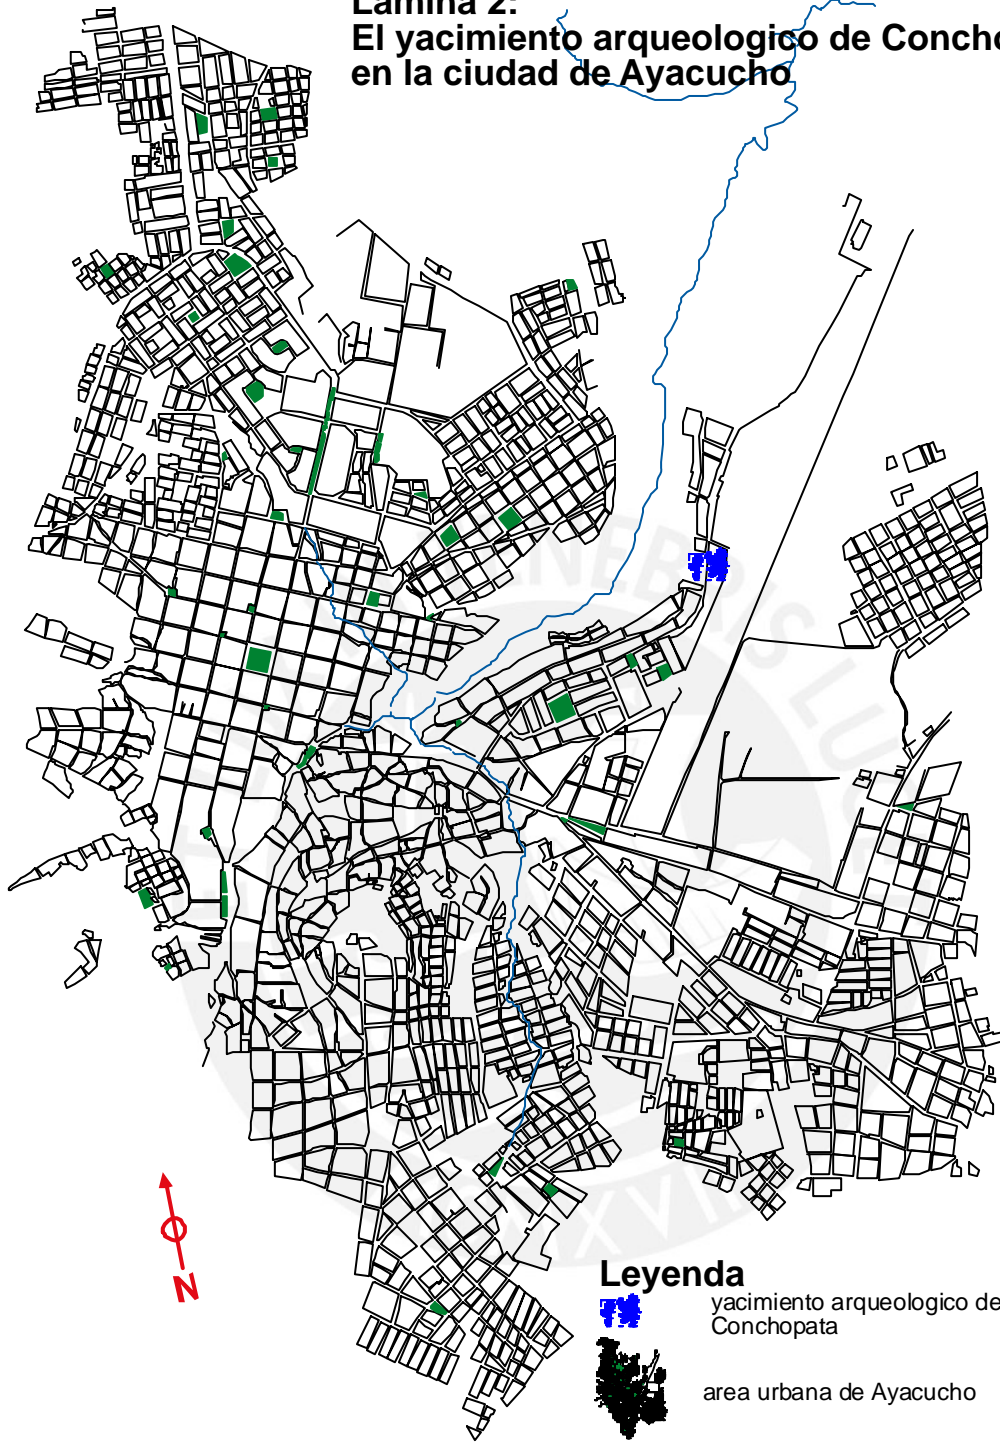 Lamina 2:
El yacimiento arqueologico de Concho
en la ciudad de Ayacucho
N
Leyenda
yacimiento arqueologico de
Conchopata
area urbana de Ayacucho